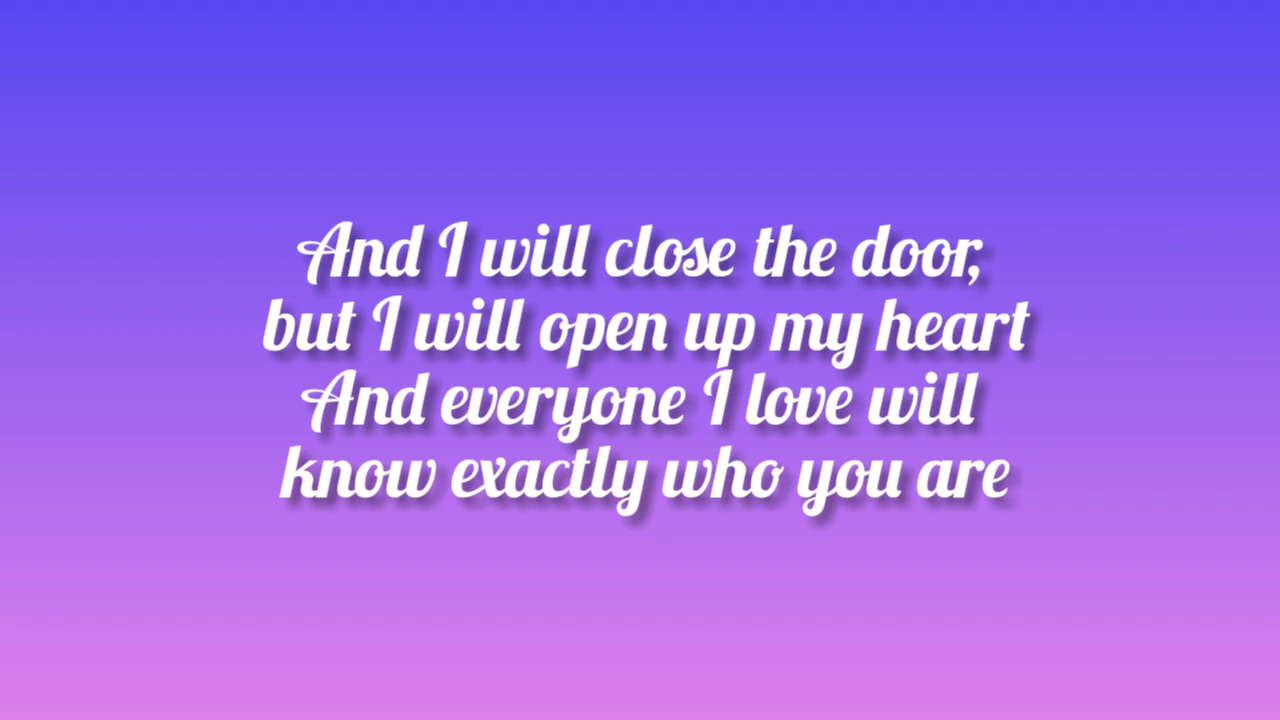 And I will close the door,
but I will open up my heart
And everyone I love will
know exactly who you are